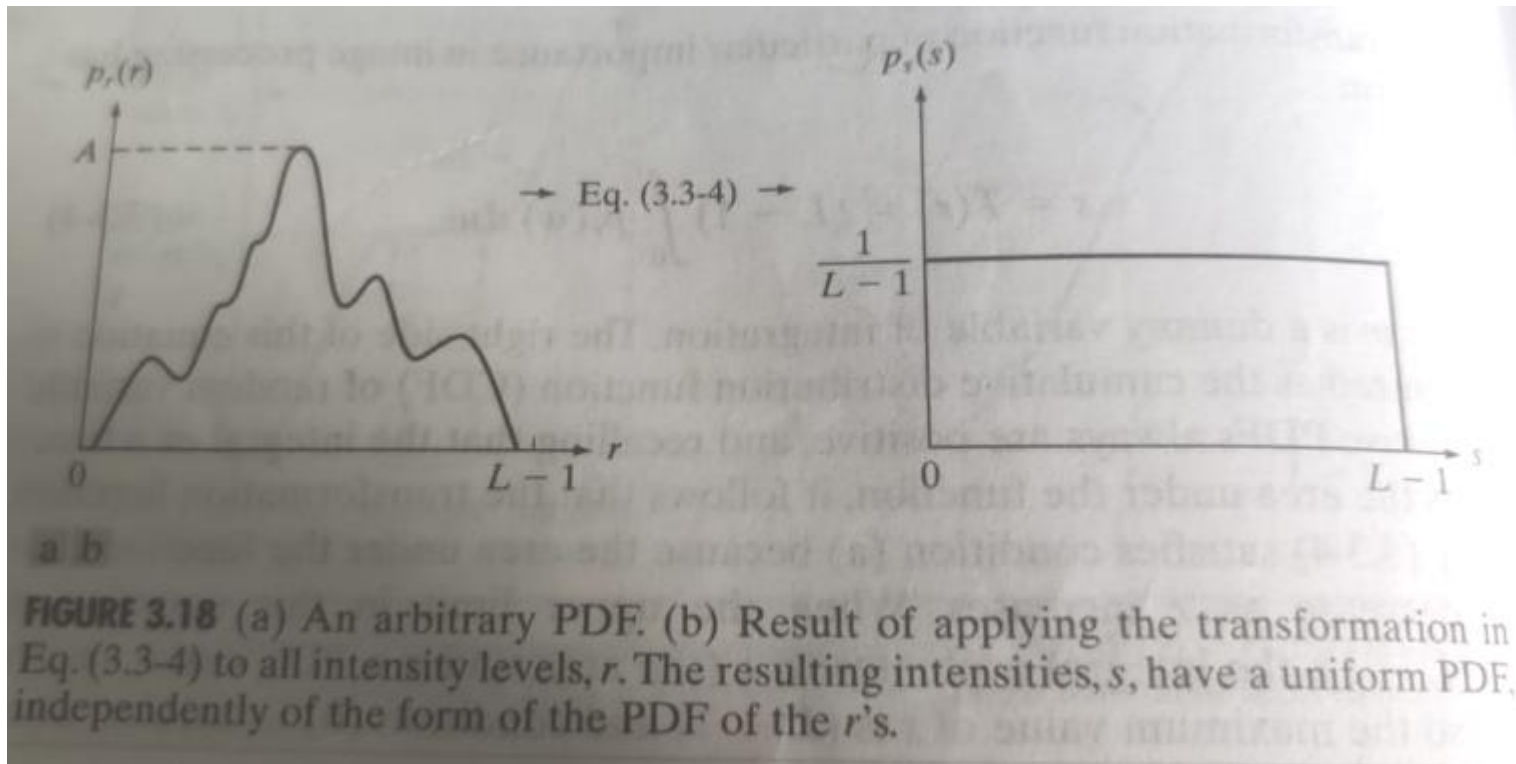 p_r(r)
p_s(s)
A
→ Eq. (3.3-4) →
1
L − 1
0
L − 1
r
0
L − 1
s
a b
FIGURE 3.18 (a) An arbitrary PDF. (b) Result of applying the transformation in
Eq. (3.3-4) to all intensity levels, r. The resulting intensities, s, have a uniform PDF,
independently of the form of the PDF of the r's.